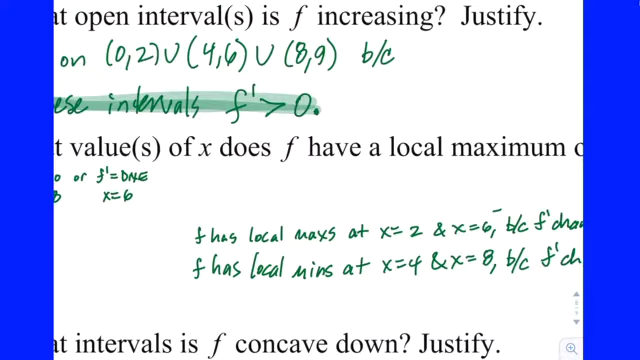 at open interval(s) is f increasing? Justify.
on (0,2) ∪ (4,6) ∪ (8,9) b/c
ese intervals f' > 0.
at value(s) of x does f have a local maximum o
o or f' = DNE
x = 6
f has local maxs at x = 2 & x = 6, b/c f' chan
f has local mins at x = 4 & x = 8, b/c f' ch
at intervals is f concave down? Justify.